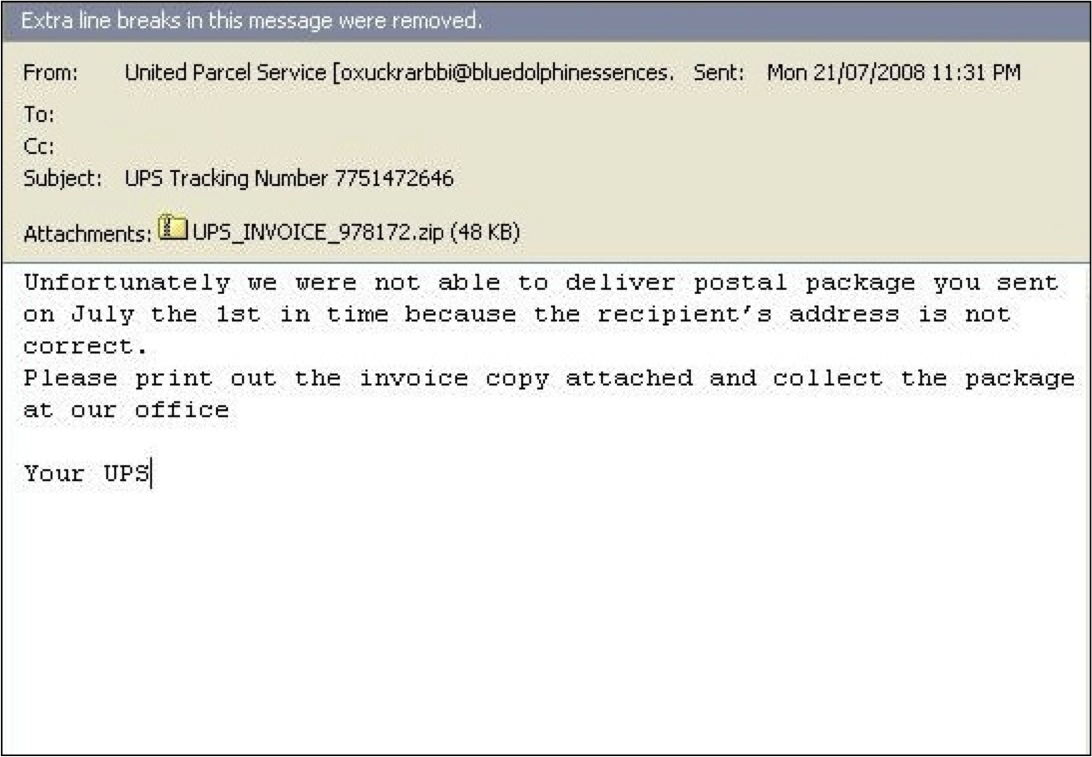 Extra line breaks in this message were removed.
From: United Parcel Service [oxuckrarbbi@bluedolphinessences. Sent: Mon 21/07/2008 11:31 PM
To:
Cc:
Subject: UPS Tracking Number 7751472646
Attachments: UPS_INVOICE_978172.zip (48 KB)
Unfortunately we were not able to deliver postal package you sent
on July the 1st in time because the recipient's address is not
correct.
Please print out the invoice copy attached and collect the package
at our office
Your UPS